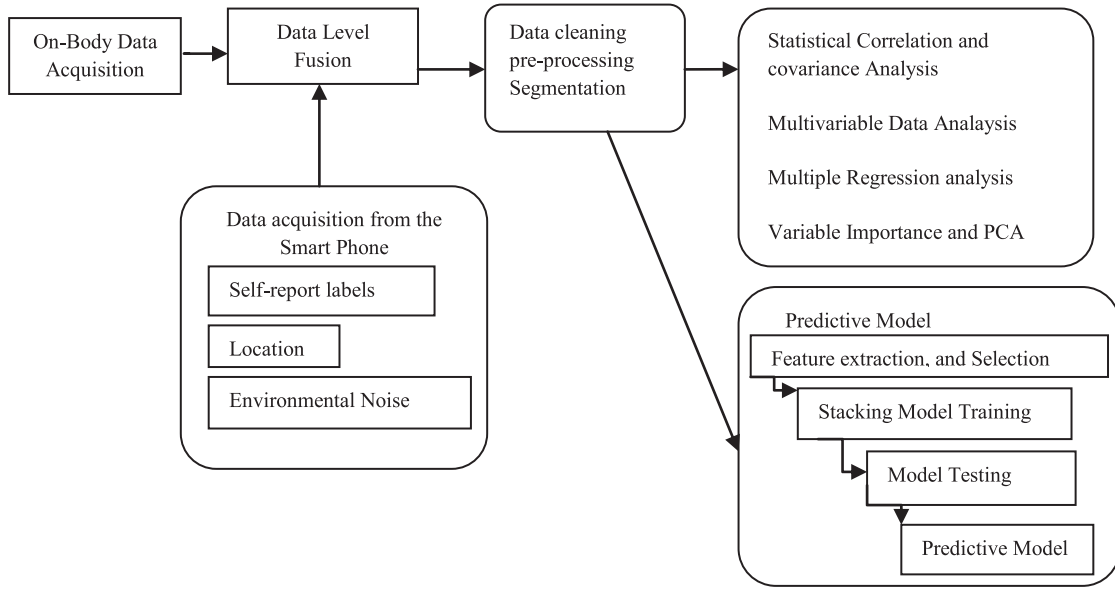 On-Body Data
Acquisition
Data Level
Fusion
Data cleaning
pre-processing
Segmentation
Statistical Correlation and
covariance Analysis
Multivariable Data Analaysis
Multiple Regression analysis
Variable Importance and PCA
Data acquisition from the
Smart Phone
Self-report labels
Location
Environmental Noise
Predictive Model
Feature extraction, and Selection
Stacking Model Training
Model Testing
Predictive Model